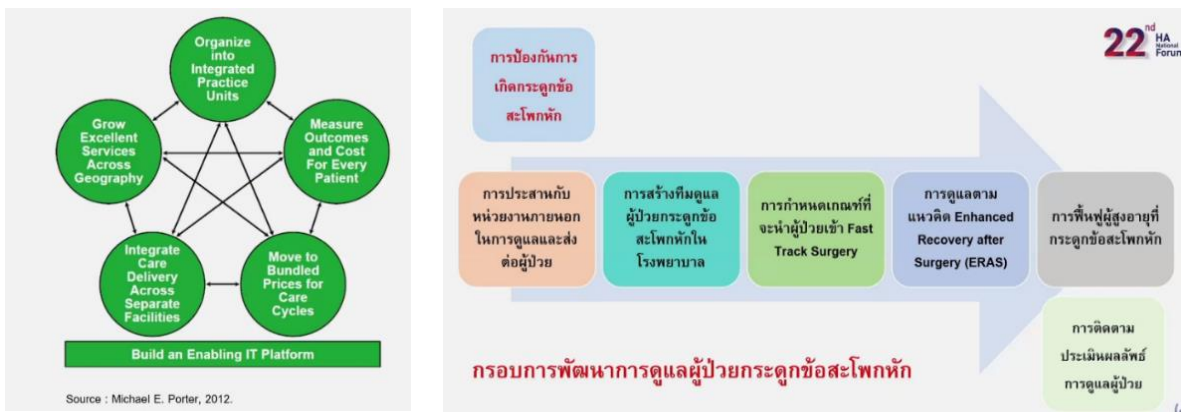 Organize
into
Integrated
Practice
Units
Grow
Excellent
Services
Across
Geography
Measure
Outcomes
and Cost
For Every
Patient
Integrate
Care
Delivery
Across
Separate
Facilities
Move to
Bundled
Prices for
Care
Cycles
Build an Enabling IT Platform
Source : Michael E. Porter, 2012.
22nd HA
National
Forum
การป้องกันการ
เกิดกระดูกข้อ
สะโพกหัก
การประสานกับ
หน่วยงานภายนอก
ในการดูแลและส่ง
ต่อผู้ป่วย
การสร้างทีมดูแล
ผู้ป่วยกระดูกข้อ
สะโพกหักใน
โรงพยาบาล
การกำหนดเกณฑ์ที่
จะนำผู้ป่วยเข้า Fast
Track Surgery
การดูแลตาม
แนวคิด Enhanced
Recovery after
Surgery (ERAS)
การฟื้นฟูผู้สูงอายุที่
กระดูกข้อสะโพกหัก
การติดตาม
ประเมินผลลัพธ์
การดูแลผู้ป่วย
กรอบการพัฒนาการดูแลผู้ป่วยกระดูกข้อสะโพกหัก